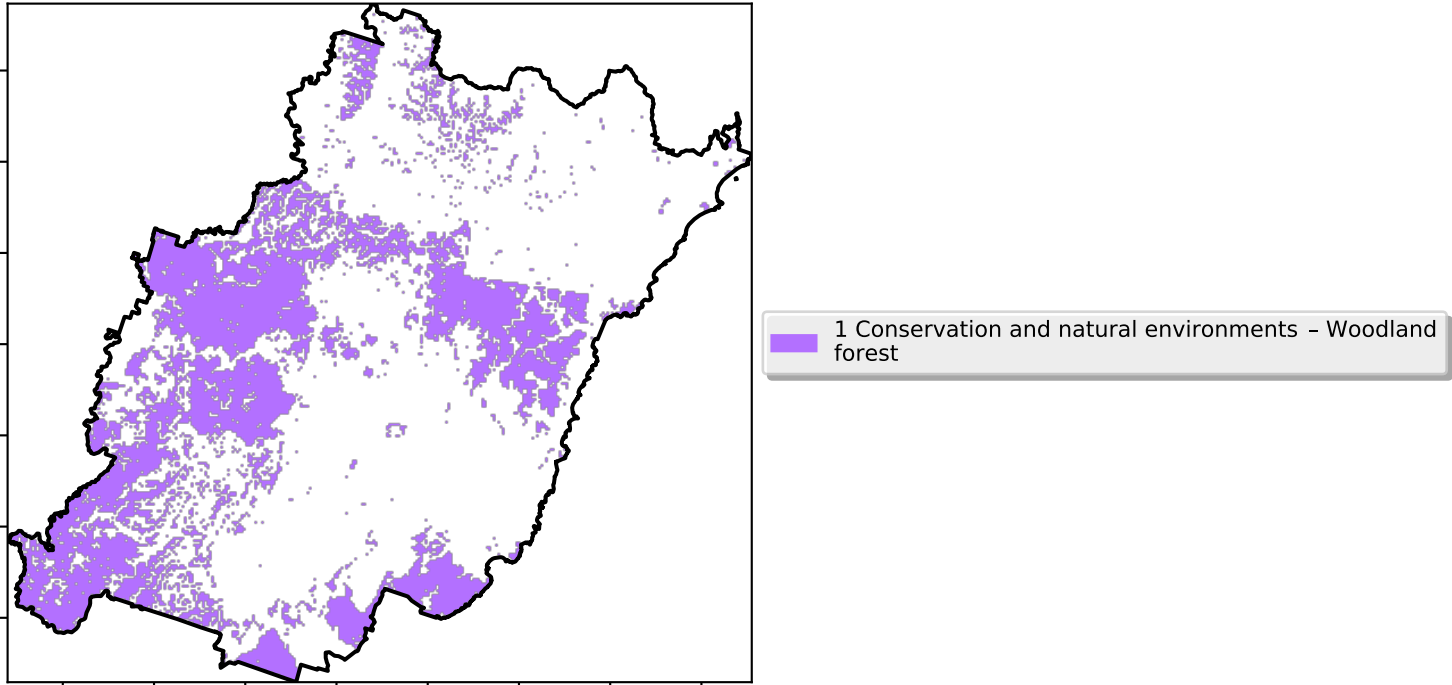 1 Conservation and natural environments – Woodland
forest